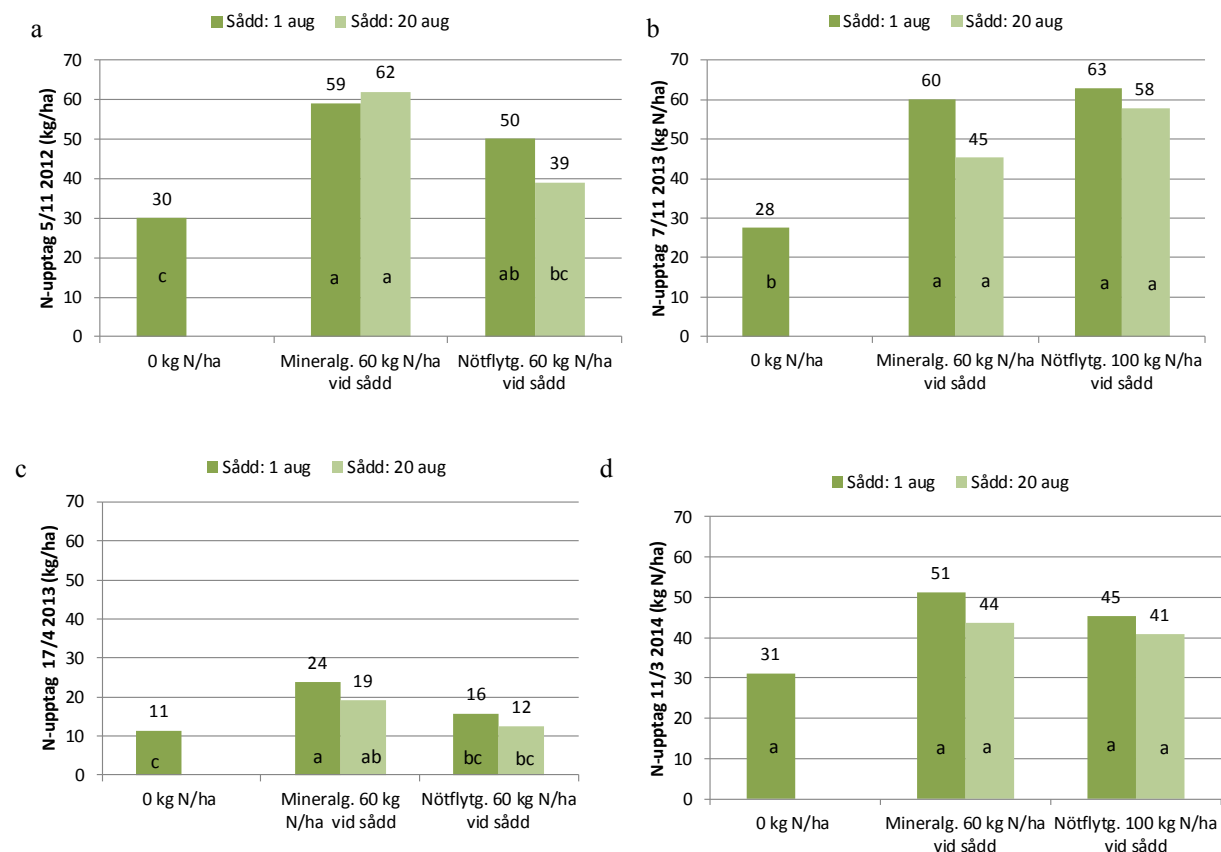 a
Sådd: 1 aug Sådd: 20 aug
N-upptag 5/11 2012 (kg/ha)
70
60
50
40
30
20
10
0
30
59
62
50
39
c
a
a
ab
bc
0 kg N/ha
Mineralg. 60 kg N/ha
vid sådd
Nötflytg. 60 kg N/ha
vid sådd
b
Sådd: 1 aug Sådd: 20 aug
N-upptag 7/11 2013 (kg N/ha)
70
60
50
40
30
20
10
0
28
60
45
63
58
b
a
a
a
a
0 kg N/ha
Mineralg. 60 kg N/ha
vid sådd
Nötflytg. 100 kg N/ha
vid sådd
c
Sådd: 1 aug Sådd: 20 aug
N-upptag 17/4 2013 (kg/ha)
70
60
50
40
30
20
10
0
11
24
19
16
12
c
a
ab
bc
bc
0 kg N/ha
Mineralg. 60 kg
N/ha vid sådd
Nötflytg. 60 kg N/ha
vid sådd
d
Sådd: 1 aug Sådd: 20 aug
N-upptag 11/3 2014 (kg N/ha)
70
60
50
40
30
20
10
0
31
51
44
45
41
a
a
a
a
a
0 kg N/ha
Mineralg. 60 kg N/ha
vid sådd
Nötflytg. 100 kg N/ha
vid sådd